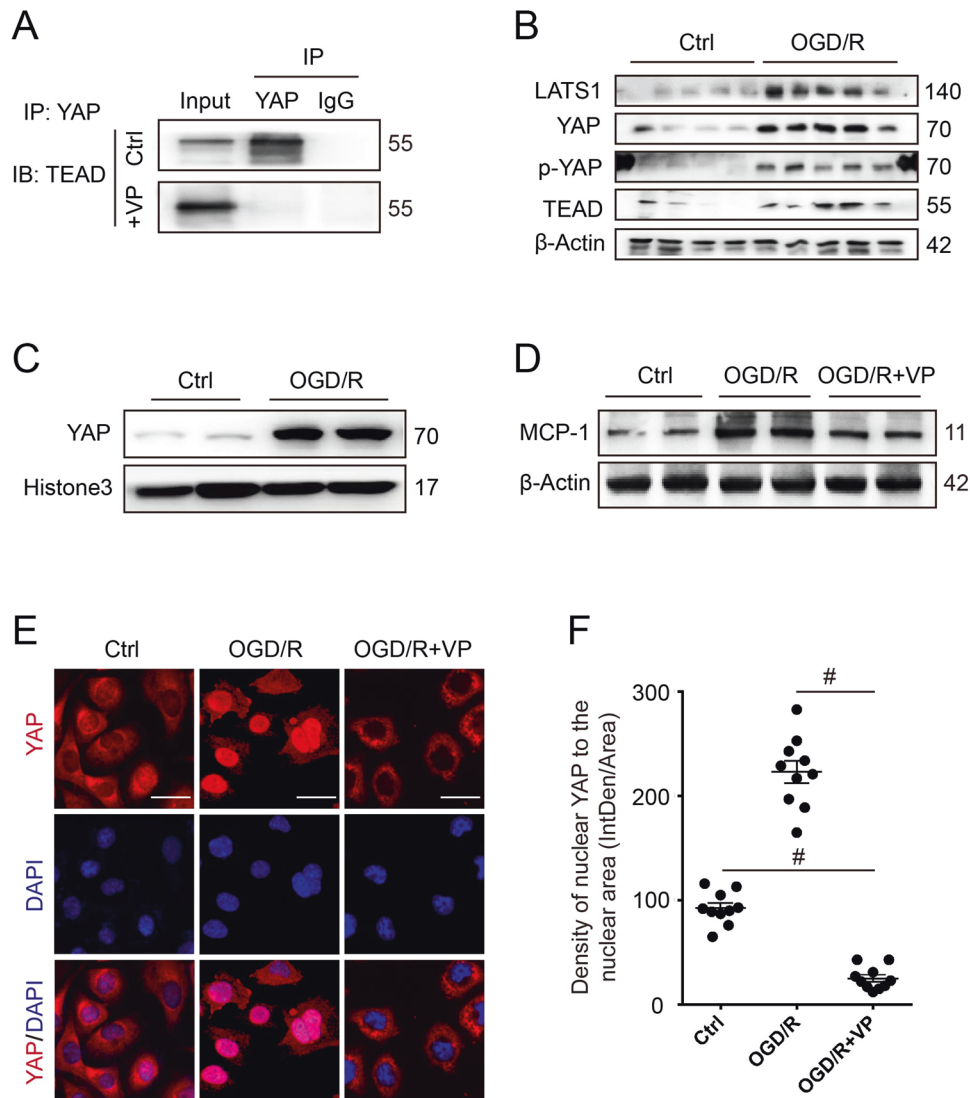 A
IP
Input YAP IgG
IP: YAP
IB: TEAD
Ctrl
55
+VP
55
B
Ctrl OGD/R
LATS1 140
YAP 70
p-YAP 70
TEAD 55
β-Actin 42
C
Ctrl OGD/R
YAP 70
Histone3 17
D
Ctrl OGD/R OGD/R+VP
MCP-1 11
β-Actin 42
E
Ctrl OGD/R OGD/R+VP
YAP
DAPI
YAP/DAPI
F
Density of nuclear YAP to the
nuclear area (IntDen/Area)
300
200
100
0
#
#
Ctrl
OGD/R
OGD/R+VP